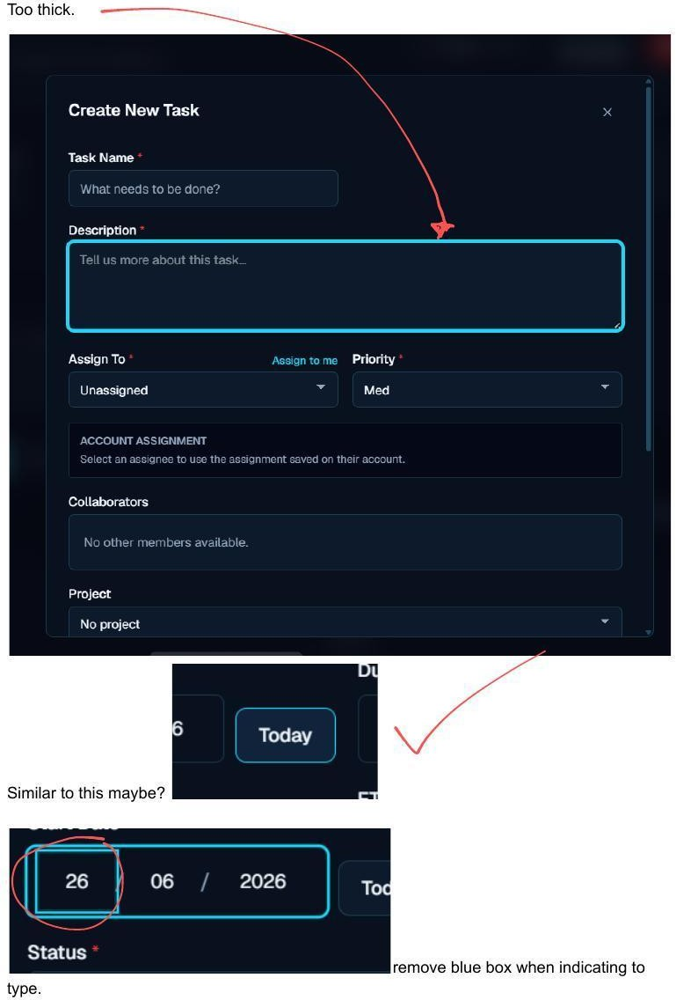 Too thick.
Create New Task
×
Task Name *
What needs to be done?
Description *
Tell us more about this task...
Assign To * Assign to me Priority *
Unassigned Med
ACCOUNT ASSIGNMENT
Select an assignee to use the assignment saved on their account.
Collaborators
No other members available.
Project
No project
Du
6 Today
Similar to this maybe?
Start Date
26 / 06 / 2026 Tod
Status *
remove blue box when indicating to
type.